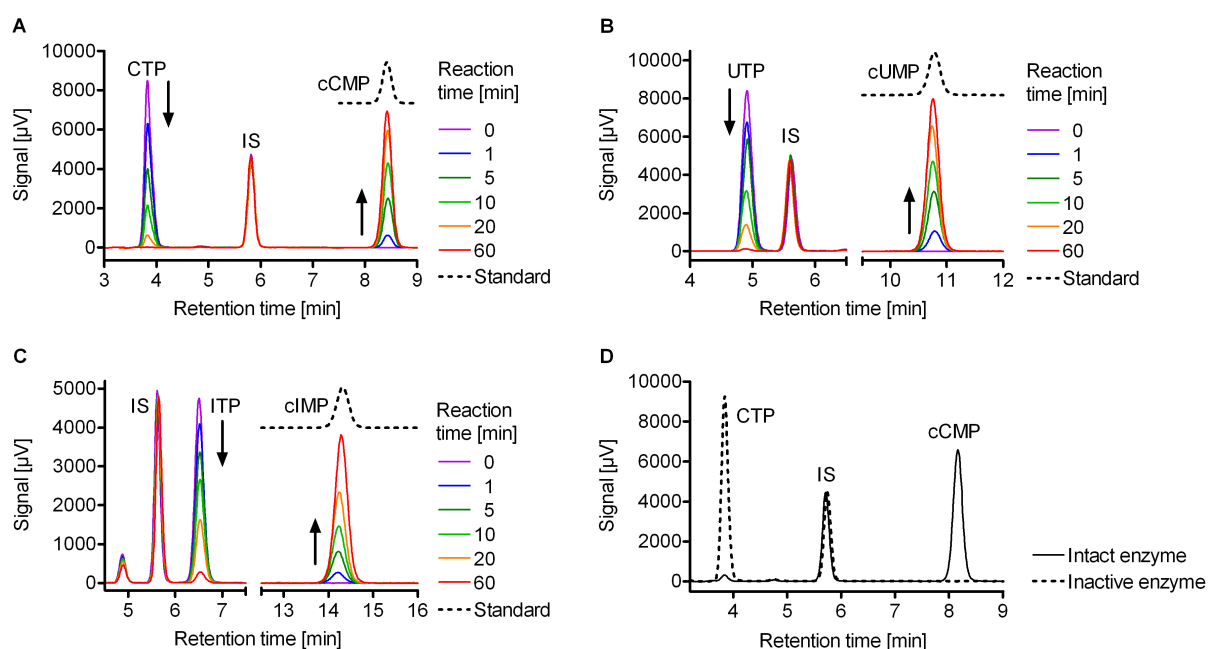 A
10000
8000
6000
4000
2000
0
Signal [µV]
CTP
IS
cCMP
3 4 5 6 7 8 9
Retention time [min]
Reaction
time [min]
0
1
5
10
20
60
Standard
B
10000
8000
6000
4000
2000
0
Signal [µV]
UTP
IS
cUMP
4 5 6 10 11 12
Retention time [min]
Reaction
time [min]
0
1
5
10
20
60
Standard
C
5000
4000
3000
2000
1000
0
Signal [µV]
IS
ITP
cIMP
5 6 7 13 14 15 16
Retention time [min]
Reaction
time [min]
0
1
5
10
20
60
Standard
D
10000
8000
6000
4000
2000
0
Signal [µV]
CTP
IS
cCMP
4 5 6 7 8 9
Retention time [min]
Intact enzyme
Inactive enzyme